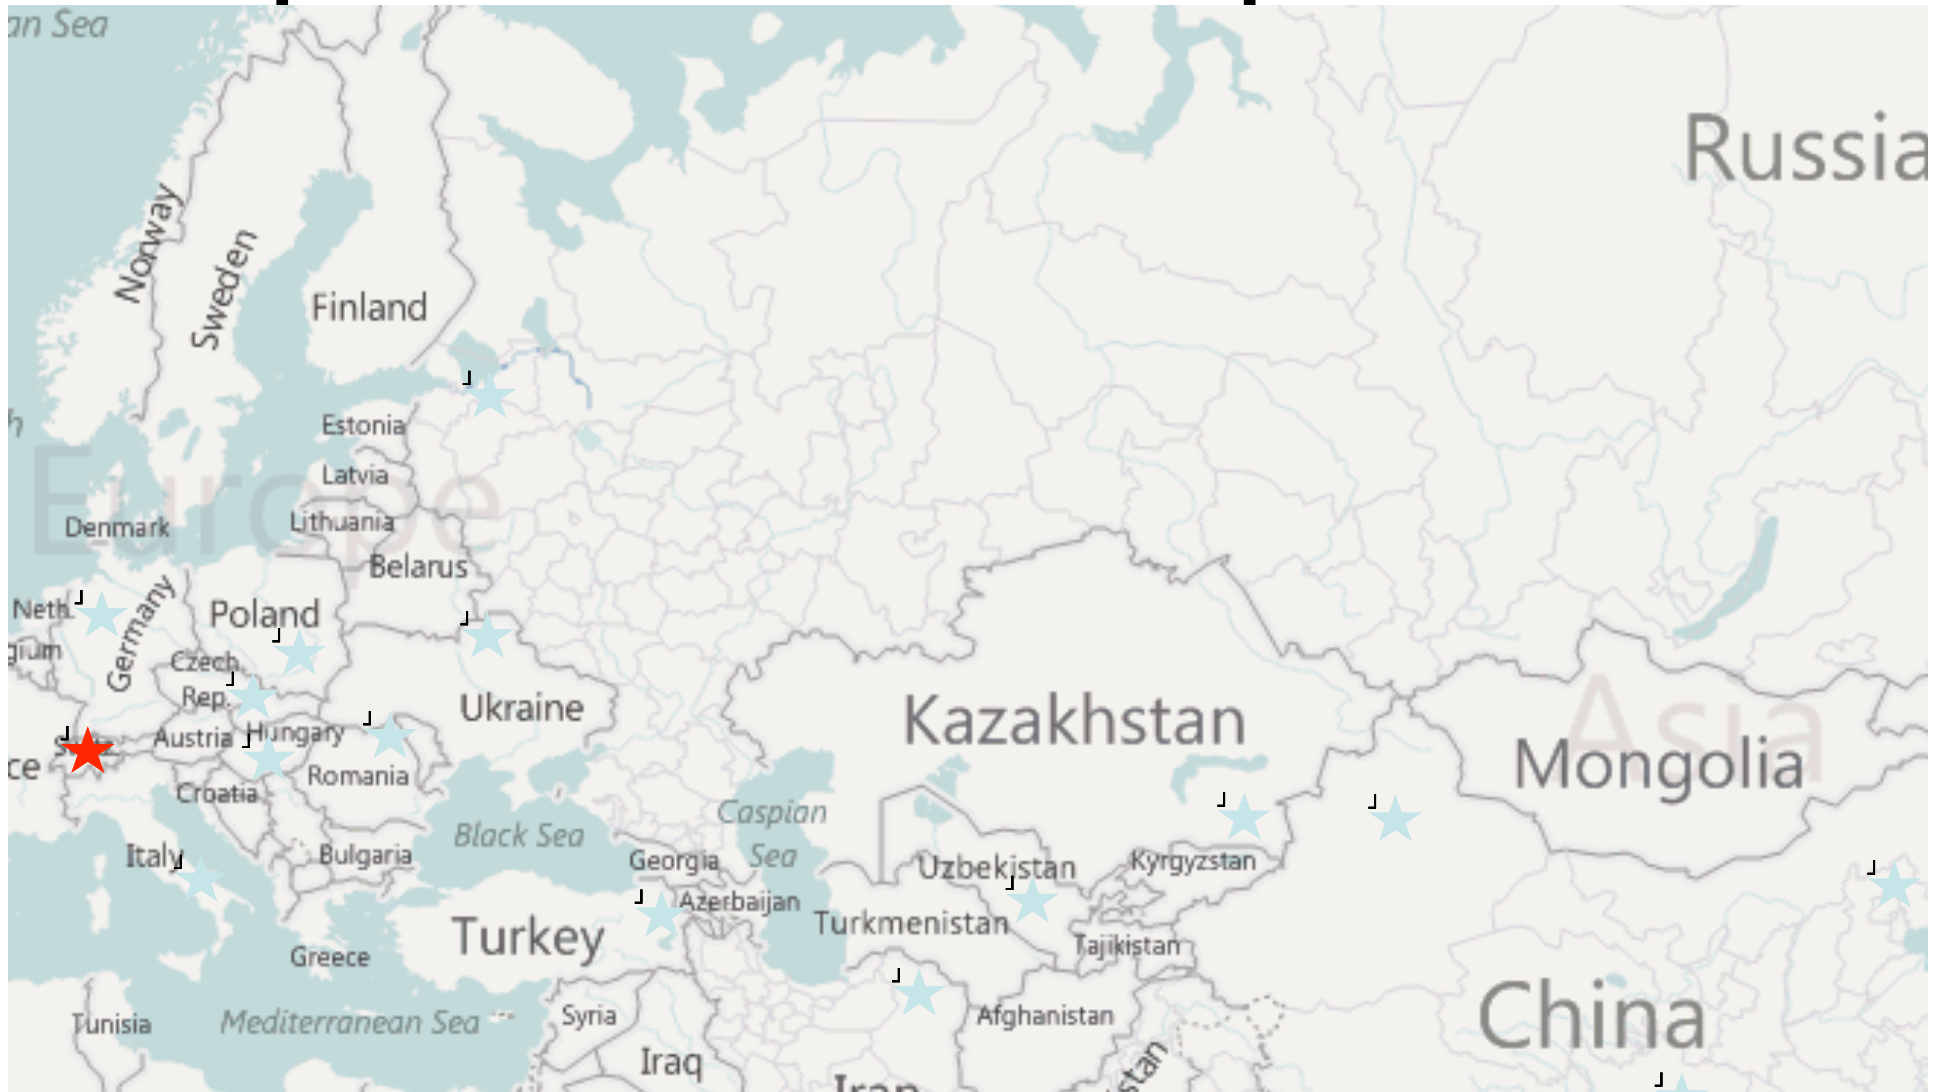 an Sea
Russia
Norway
Sweden
Finland
Estonia
Europe
Latvia
Lithuania
Denmark
Belarus
Neth.
Germany
Poland
gium
Czech
Rep.
Ukraine
Kazakhstan
Asia
Mongolia
Austria
Hungary
ce
Romania
Croatia
Caspian
Sea
Black Sea
Italy
Bulgaria
Georgia
Uzbekistan
Kyrgyzstan
Azerbaijan
Turkmenistan
Turkey
Tajikistan
Greece
China
Tunisia
Mediterranean Sea
Syria
Afghanistan
Iraq
Iran
stan